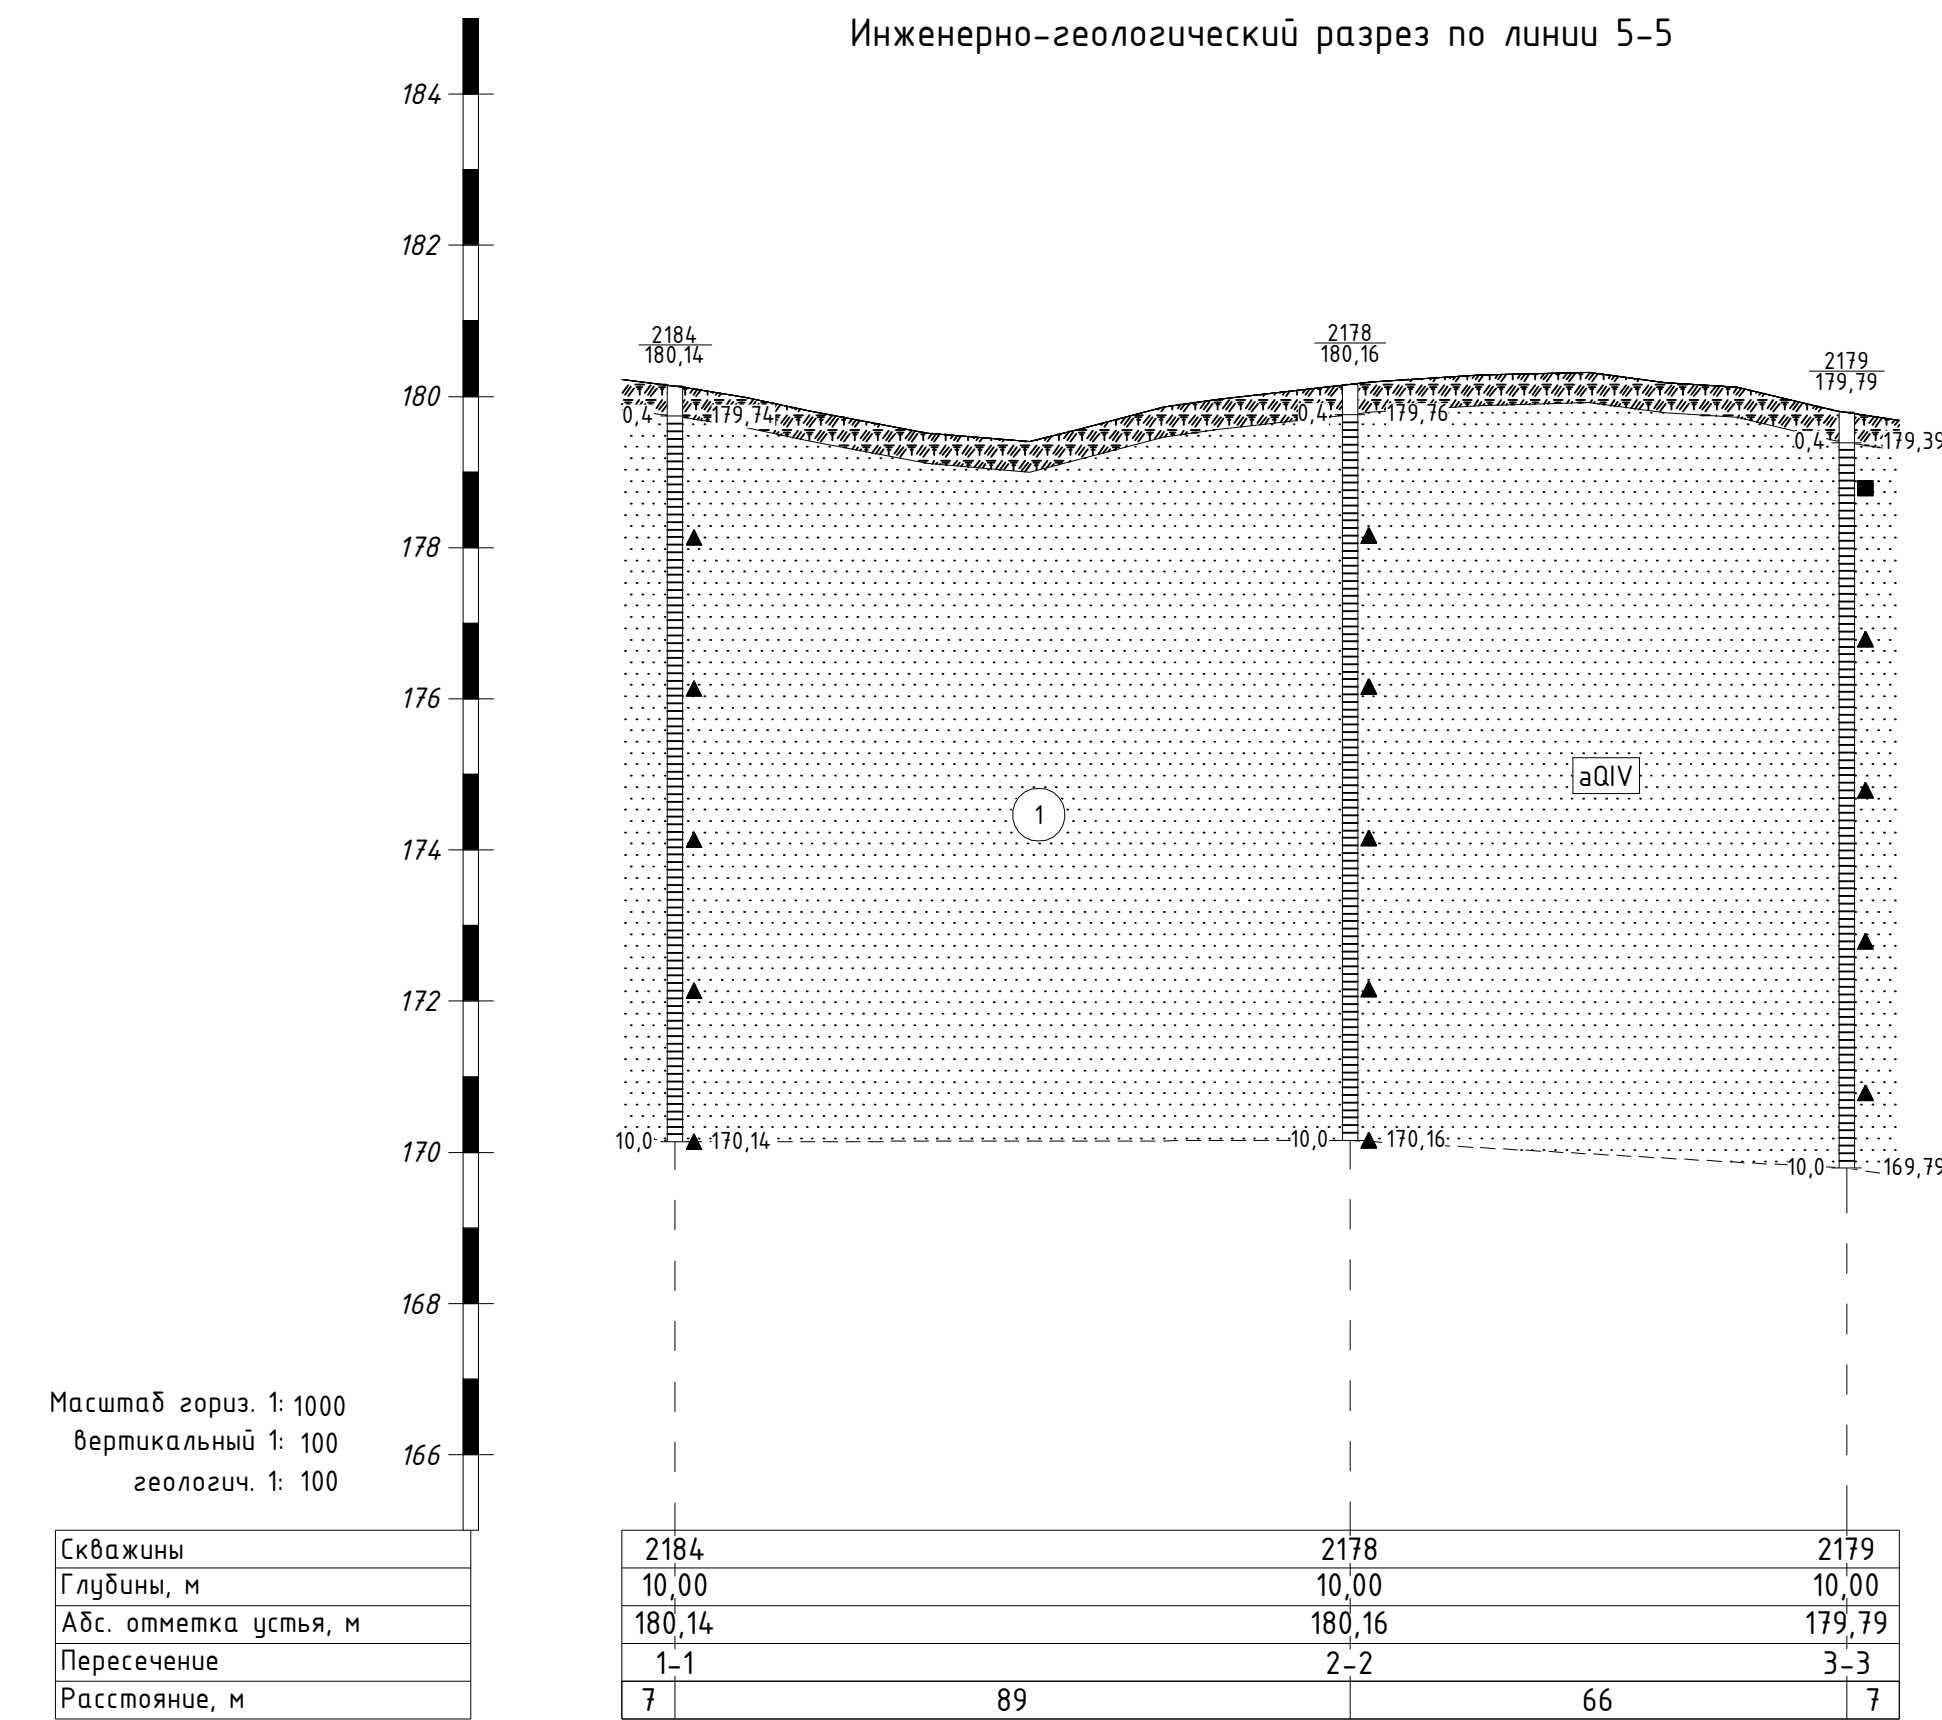 Инженерно-геологический разрез по линии 5-5
184
182
180
178
176
174
172
170
168
166
2184
180,14
2178
180,16
2179
179,79
0,4 179,74
0,4 179,76
0,4 179,39
1
aQIV
10,0 170,14
10,0 170,16
10,0 169,79
Масштаб гориз. 1: 1000
вертикальный 1: 100
геологич. 1: 100
Скважины 2184 2178 2179
Глубины, м 10,00 10,00 10,00
Абс. отметка устья, м 180,14 180,16 179,79
Пересечение 1-1 2-2 3-3
Расстояние, м 7 89 66 7